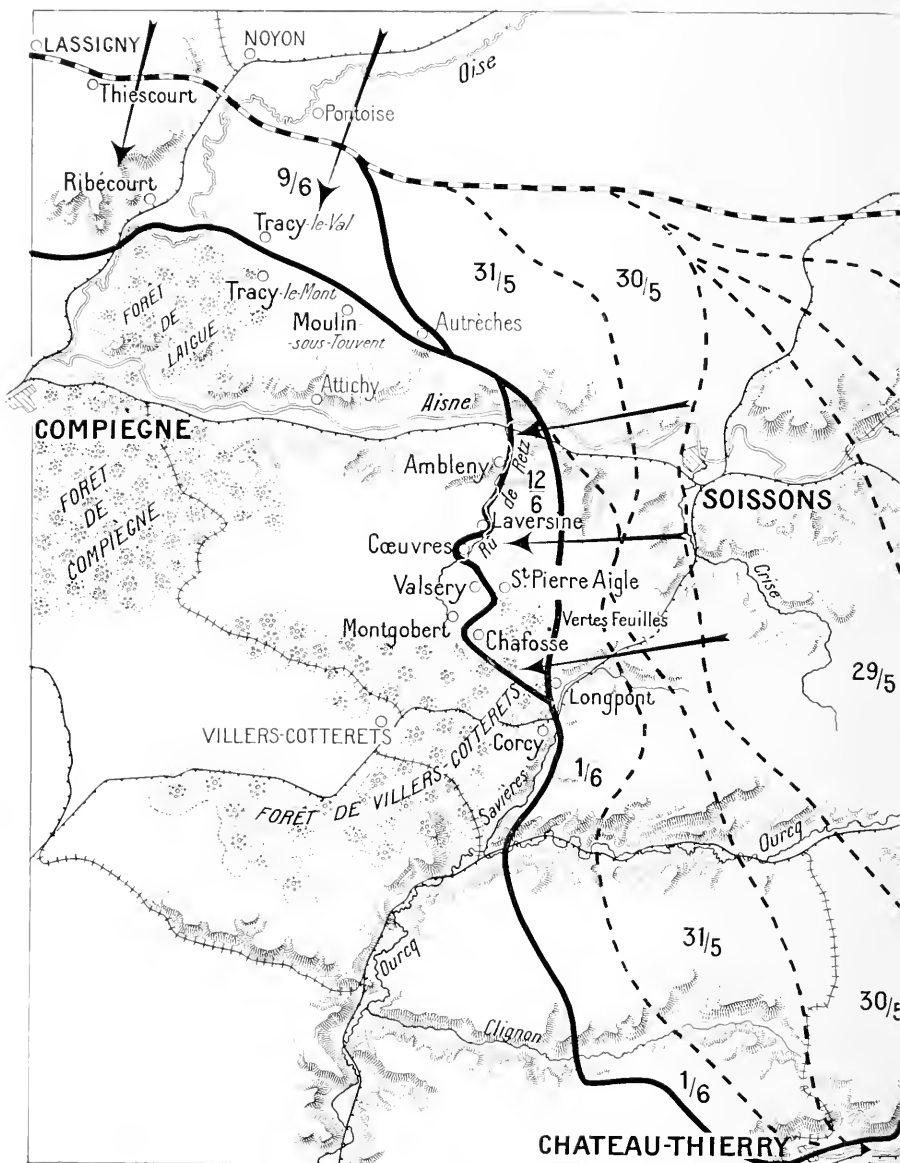 LASSIGNY
NOYON
Oise
Thiescourt
Pontoise
Ribécourt
9/6
Tracy-le-Val
31/5
30/5
Tracy-le-Mont
FORÊT
DE
LAIGUE
Moulin-
-sous-Touvent
Autrèches
Attichy
Aisne
COMPIEGNE
Ambleny
Ru de Retz
12/6
SOISSONS
FORÊT
DE
COMPIÈGNE
Laversine
Cœuvres
Valsery
St Pierre Aigle
Crise
Montgobert
Vertes Feuilles
Chafosse
29/5
Longpont
VILLERS-COTTERETS
Corcy
FORÊT DE VILLERS-COTTERETS
Savières
1/6
Ourcq
31/5
Ourcq
30/5
Clignon
1/6
CHATEAU-THIERRY